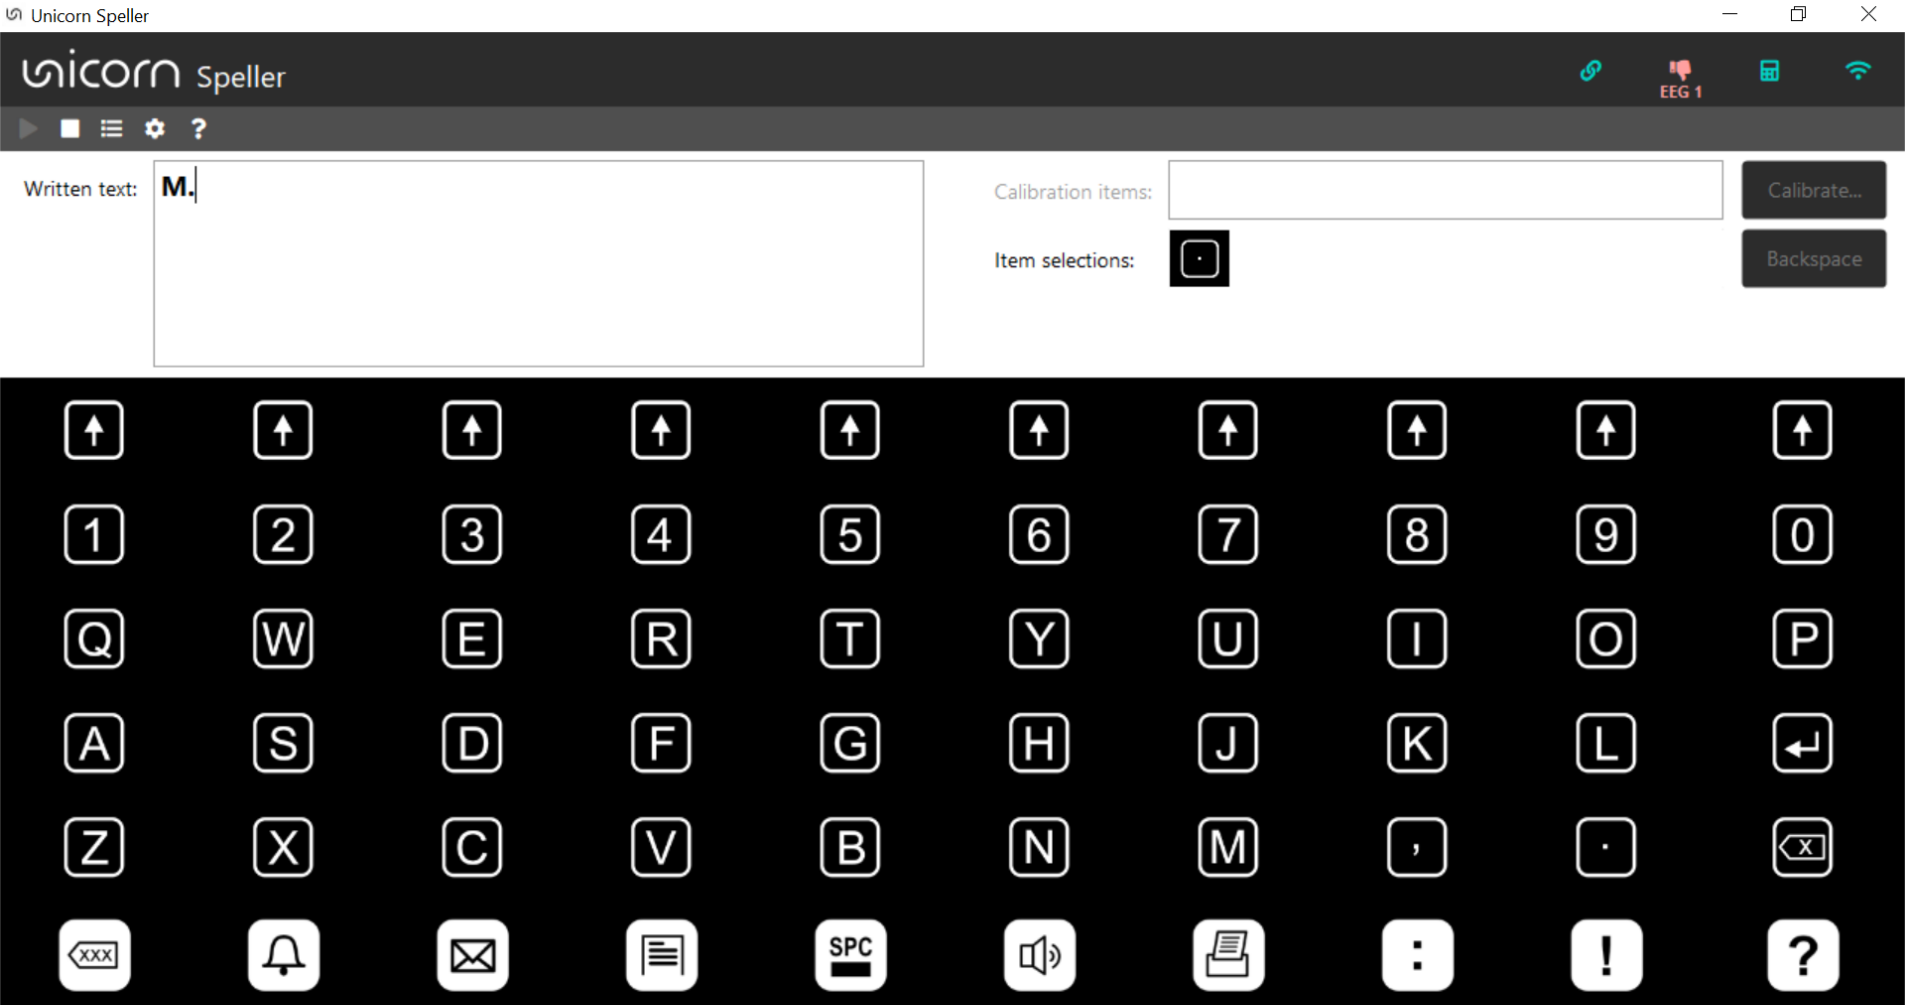 Unicorn Speller
unicorn Speller
EEG 1
?
Written text: M.
Calibration items: Calibrate...
Item selections: . Backspace
1 2 3 4 5 6 7 8 9 0
Q W E R T Y U I O P
A S D F G H J K L
Z X C V B N M , . X
XXX SPC : ! ?